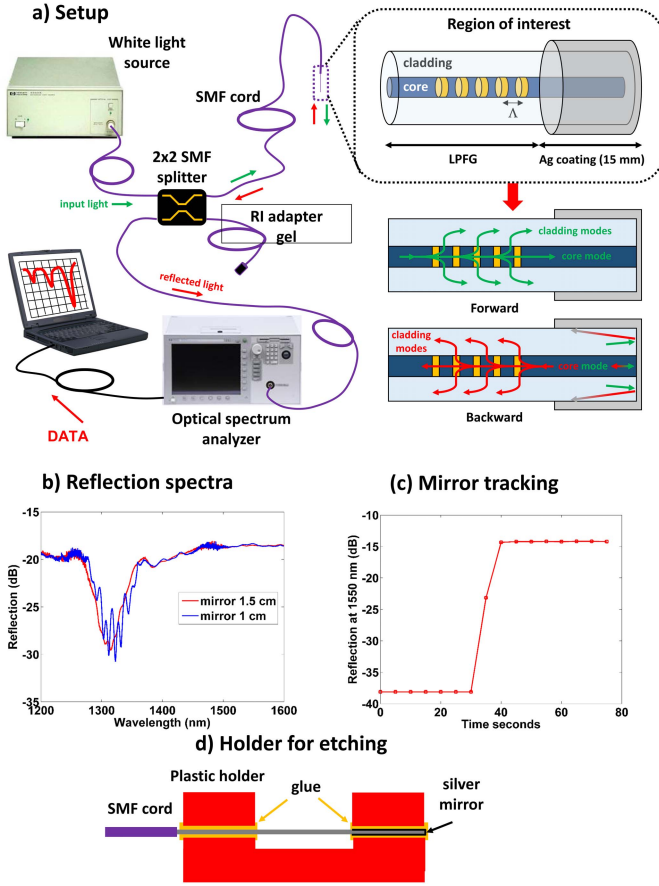 a) Setup
White light
source
SMF cord
2x2 SMF
splitter
input light
RI adapter
gel
reflected light
Optical spectrum
analyzer
DATA
Region of interest
cladding
core
Λ
LPFG
Ag coating (15 mm)
cladding modes
core mode
Forward
cladding
modes
core mode
Backward
b) Reflection spectra
-15
-20
-25
-30
-35
Reflection (dB)
mirror 1.5 cm
mirror 1 cm
1200
1300
1400
1500
1600
Wavelength (nm)
(c) Mirror tracking
-10
-15
-20
-25
-30
-35
-40
Reflection at 1550 nm (dB)
0
20
40
60
80
Time seconds
d) Holder for etching
Plastic holder
glue
silver
mirror
SMF cord